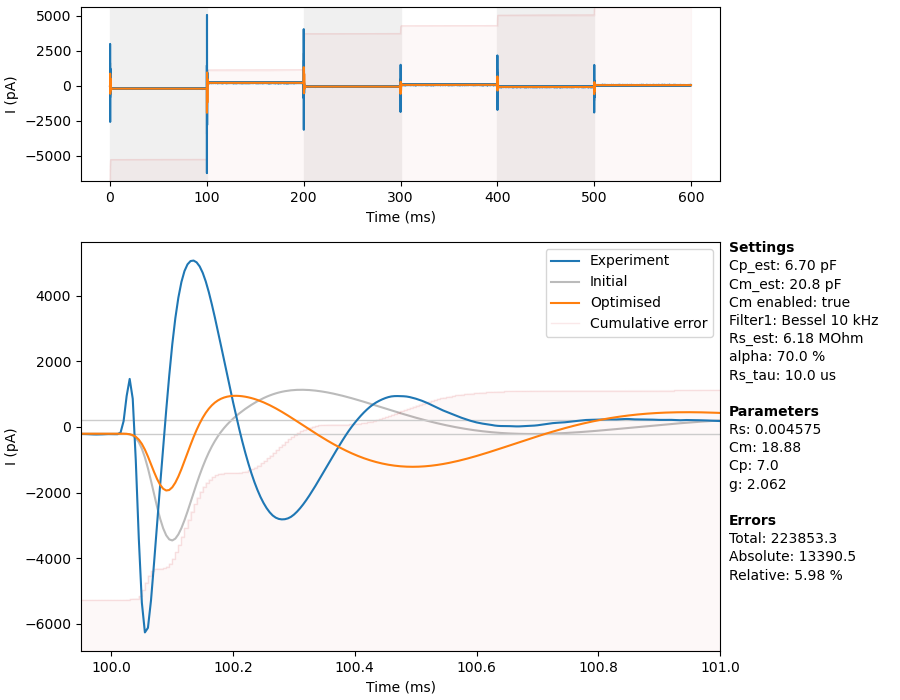 5000
2500
0
−2500
−5000
I (pA)
0 100 200 300 400 500 600
Time (ms)
Experiment
Initial
Optimised
Cumulative error
4000
2000
0
−2000
−4000
−6000
I (pA)
100.0 100.2 100.4 100.6 100.8 101.0
Time (ms)
Settings
Cp_est: 6.70 pF
Cm_est: 20.8 pF
Cm enabled: true
Filter1: Bessel 10 kHz
Rs_est: 6.18 MOhm
alpha: 70.0 %
Rs_tau: 10.0 us
Parameters
Rs: 0.004575
Cm: 18.88
Cp: 7.0
g: 2.062
Errors
Total: 223853.3
Absolute: 13390.5
Relative: 5.98 %